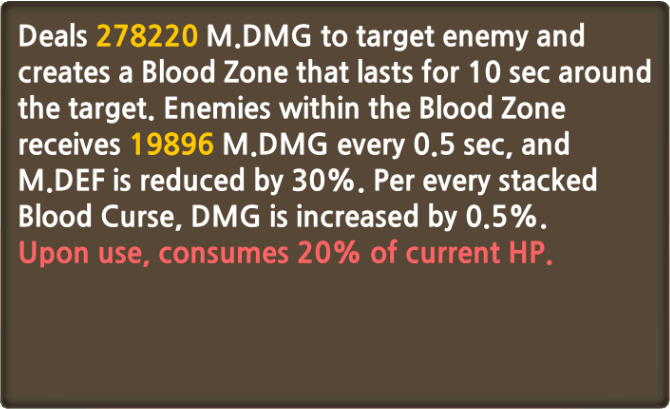 Deals 278220 M.DMG to target enemy and
creates a Blood Zone that lasts for 10 sec around
the target. Enemies within the Blood Zone
receives 19896 M.DMG every 0.5 sec, and
M.DEF is reduced by 30%. Per every stacked
Blood Curse, DMG is increased by 0.5%.
Upon use, consumes 20% of current HP.